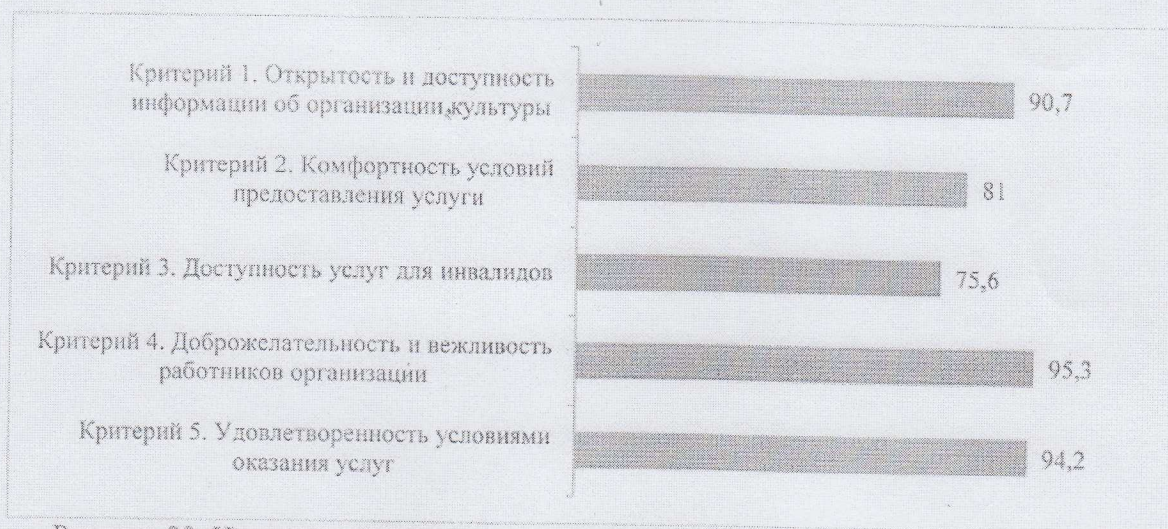 Критерий 1. Открытость и доступность
информации об организации культуры
90,7
Критерий 2. Комфортность условий
предоставления услуги
81
Критерий 3. Доступность услуг для инвалидов
75,6
Критерий 4. Доброжелательность и вежливость
работников организации
95,3
Критерий 5. Удовлетворенность условиями
оказания услуг
94,2